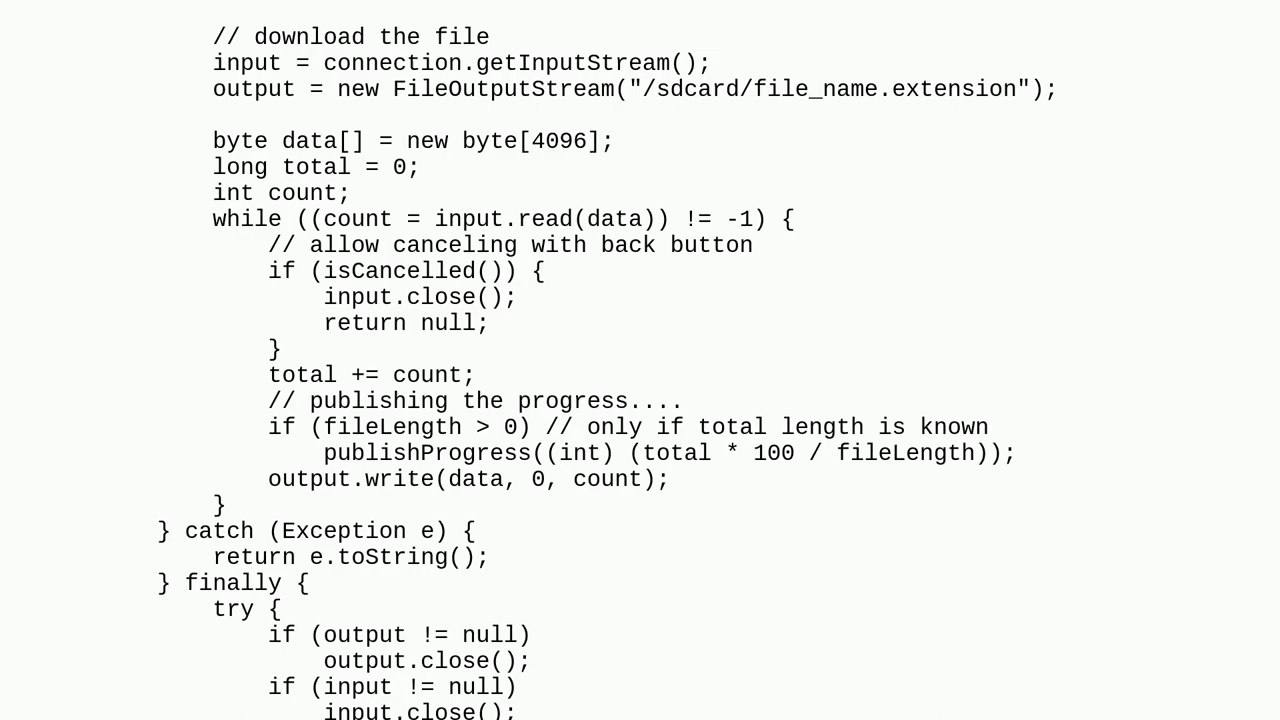 // download the file
input = connection.getInputStream();
output = new FileOutputStream("/sdcard/file_name.extension");
byte data[] = new byte[4096];
long total = 0;
int count;
while ((count = input.read(data)) != -1) {
// allow canceling with back button
if (isCancelled()) {
input.close();
return null;
}
total += count;
// publishing the progress....
if (fileLength > 0) // only if total length is known
publishProgress((int) (total * 100 / fileLength));
output.write(data, 0, count);
}
} catch (Exception e) {
return e.toString();
} finally {
try {
if (output != null)
output.close();
if (input != null)
input.close();